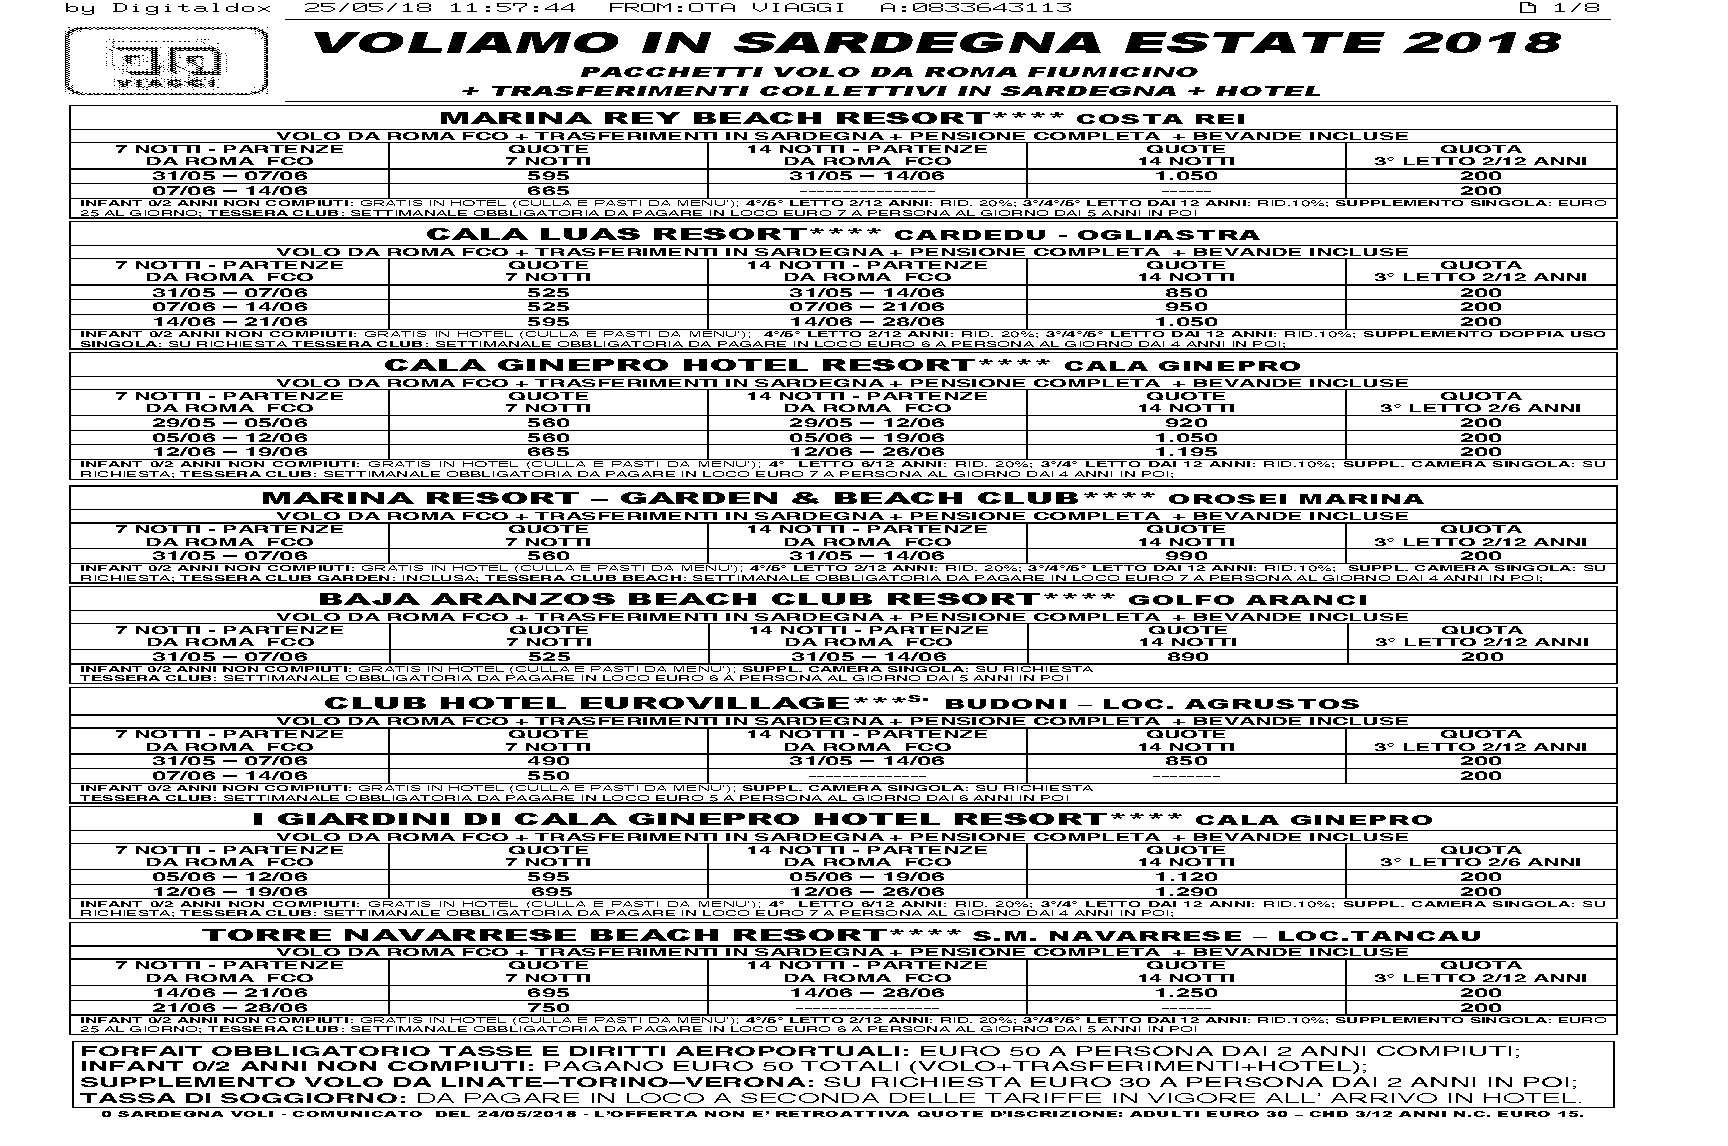 by Digitaldox 25/05/18 11:57:44 FROM:OTA VIAGGI A:0833643113 1/8
VOLIAMO IN SARDEGNA ESTATE 2018
VIAGGI
PACCHETTI VOLO DA ROMA FIUMICINO
+ TRASFERIMENTI COLLETTIVI IN SARDEGNA + HOTEL
MARINA REY BEACH RESORT**** COSTA REI
VOLO DA ROMA FCO + TRASFERIMENTI IN SARDEGNA + PENSIONE COMPLETA + BEVANDE INCLUSE
7 NOTTI - PARTENZE QUOTE 14 NOTTI - PARTENZE QUOTE QUOTA
DA ROMA FCO 7 NOTTI DA ROMA FCO 14 NOTTI 3° LETTO 2/12 ANNI
31/05 – 07/06 595 31/05 – 14/06 1.050 200
07/06 – 14/06 665 ---------------- ------ 200
INFANT 0/2 ANNI NON COMPIUTI: GRATIS IN HOTEL (CULLA E PASTI DA MENU'); 4°/5° LETTO 2/12 ANNI: RID. 20%; 3°/4°/5° LETTO DAI 12 ANNI: RID.10%; SUPPLEMENTO SINGOLA: EURO
25 AL GIORNO; TESSERA CLUB: SETTIMANALE OBBLIGATORIA DA PAGARE IN LOCO EURO 7 A PERSONA AL GIORNO DAI 5 ANNI IN POI
CALA LUAS RESORT**** CARDEDU - OGLIASTRA
VOLO DA ROMA FCO + TRASFERIMENTI IN SARDEGNA + PENSIONE COMPLETA + BEVANDE INCLUSE
7 NOTTI - PARTENZE QUOTE 14 NOTTI - PARTENZE QUOTE QUOTA
DA ROMA FCO 7 NOTTI DA ROMA FCO 14 NOTTI 3° LETTO 2/12 ANNI
31/05 – 07/06 525 31/05 – 14/06 850 200
07/06 – 14/06 525 07/06 – 21/06 950 200
14/06 – 21/06 595 14/06 – 28/06 1.050 200
INFANT 0/2 ANNI NON COMPIUTI: GRATIS IN HOTEL (CULLA E PASTI DA MENU'); 4°/5° LETTO 2/12 ANNI: RID. 20%; 3°/4°/5° LETTO DAI 12 ANNI: RID.10%; SUPPLEMENTO DOPPIA USO
SINGOLA: SU RICHIESTA TESSERA CLUB: SETTIMANALE OBBLIGATORIA DA PAGARE IN LOCO EURO 6 A PERSONA AL GIORNO DAI 4 ANNI IN POI;
CALA GINEPRO HOTEL RESORT**** CALA GINEPRO
VOLO DA ROMA FCO + TRASFERIMENTI IN SARDEGNA + PENSIONE COMPLETA + BEVANDE INCLUSE
7 NOTTI - PARTENZE QUOTE 14 NOTTI - PARTENZE QUOTE QUOTA
DA ROMA FCO 7 NOTTI DA ROMA FCO 14 NOTTI 3° LETTO 2/6 ANNI
29/05 – 05/06 560 29/05 – 12/06 920 200
05/06 – 12/06 560 05/06 – 19/06 1.050 200
12/06 – 19/06 665 12/06 – 26/06 1.195 200
INFANT 0/2 ANNI NON COMPIUTI: GRATIS IN HOTEL (CULLA E PASTI DA MENU'); 4° LETTO 6/12 ANNI: RID. 20%; 3°/4° LETTO DAI 12 ANNI: RID.10%; SUPPL. CAMERA SINGOLA: SU
RICHIESTA; TESSERA CLUB: SETTIMANALE OBBLIGATORIA DA PAGARE IN LOCO EURO 7 A PERSONA AL GIORNO DAI 4 ANNI IN POI;
MARINA RESORT – GARDEN & BEACH CLUB**** OROSEI MARINA
VOLO DA ROMA FCO + TRASFERIMENTI IN SARDEGNA + PENSIONE COMPLETA + BEVANDE INCLUSE
7 NOTTI - PARTENZE QUOTE 14 NOTTI - PARTENZE QUOTE QUOTA
DA ROMA FCO 7 NOTTI DA ROMA FCO 14 NOTTI 3° LETTO 2/12 ANNI
31/05 – 07/06 560 31/05 – 14/06 990 200
INFANT 0/2 ANNI NON COMPIUTI: GRATIS IN HOTEL (CULLA E PASTI DA MENU'); 4°/5° LETTO 2/12 ANNI: RID. 20%; 3°/4°/5° LETTO DAI 12 ANNI: RID.10%; SUPPL. CAMERA SINGOLA: SU
RICHIESTA; TESSERA CLUB GARDEN: INCLUSA; TESSERA CLUB BEACH: SETTIMANALE OBBLIGATORIA DA PAGARE IN LOCO EURO 7 A PERSONA AL GIORNO DAI 4 ANNI IN POI;
BAJA ARANZOS BEACH CLUB RESORT**** GOLFO ARANCI
VOLO DA ROMA FCO + TRASFERIMENTI IN SARDEGNA + PENSIONE COMPLETA + BEVANDE INCLUSE
7 NOTTI - PARTENZE QUOTE 14 NOTTI - PARTENZE QUOTE QUOTA
DA ROMA FCO 7 NOTTI DA ROMA FCO 14 NOTTI 3° LETTO 2/12 ANNI
31/05 – 07/06 525 31/05 – 14/06 890 200
INFANT 0/2 ANNI NON COMPIUTI: GRATIS IN HOTEL (CULLA E PASTI DA MENU'); SUPPL. CAMERA SINGOLA: SU RICHIESTA
TESSERA CLUB: SETTIMANALE OBBLIGATORIA DA PAGARE IN LOCO EURO 6 A PERSONA AL GIORNO DAI 5 ANNI IN POI
CLUB HOTEL EUROVILLAGE***S. BUDONI – LOC. AGRUSTOS
VOLO DA ROMA FCO + TRASFERIMENTI IN SARDEGNA + PENSIONE COMPLETA + BEVANDE INCLUSE
7 NOTTI - PARTENZE QUOTE 14 NOTTI - PARTENZE QUOTE QUOTA
DA ROMA FCO 7 NOTTI DA ROMA FCO 14 NOTTI 3° LETTO 2/12 ANNI
31/05 – 07/06 490 31/05 – 14/06 850 200
07/06 – 14/06 550 -------------- -------- 200
INFANT 0/2 ANNI NON COMPIUTI: GRATIS IN HOTEL (CULLA E PASTI DA MENU'); SUPPL. CAMERA SINGOLA: SU RICHIESTA
TESSERA CLUB: SETTIMANALE OBBLIGATORIA DA PAGARE IN LOCO EURO 5 A PERSONA AL GIORNO DAI 6 ANNI IN POI
I GIARDINI DI CALA GINEPRO HOTEL RESORT**** CALA GINEPRO
VOLO DA ROMA FCO + TRASFERIMENTI IN SARDEGNA + PENSIONE COMPLETA + BEVANDE INCLUSE
7 NOTTI - PARTENZE QUOTE 14 NOTTI - PARTENZE QUOTE QUOTA
DA ROMA FCO 7 NOTTI DA ROMA FCO 14 NOTTI 3° LETTO 2/6 ANNI
05/06 – 12/06 595 05/06 – 19/06 1.120 200
12/06 – 19/06 695 12/06 – 26/06 1.290 200
INFANT 0/2 ANNI NON COMPIUTI: GRATIS IN HOTEL (CULLA E PASTI DA MENU'); 4° LETTO 6/12 ANNI: RID. 20%; 3°/4° LETTO DAI 12 ANNI: RID.10%; SUPPL. CAMERA SINGOLA: SU
RICHIESTA; TESSERA CLUB: SETTIMANALE OBBLIGATORIA DA PAGARE IN LOCO EURO 7 A PERSONA AL GIORNO DAI 4 ANNI IN POI;
TORRE NAVARRESE BEACH RESORT**** S.M. NAVARRESE – LOC.TANCAU
VOLO DA ROMA FCO + TRASFERIMENTI IN SARDEGNA + PENSIONE COMPLETA + BEVANDE INCLUSE
7 NOTTI - PARTENZE QUOTE 14 NOTTI - PARTENZE QUOTE QUOTA
DA ROMA FCO 7 NOTTI DA ROMA FCO 14 NOTTI 3° LETTO 2/12 ANNI
14/06 – 21/06 695 14/06 – 28/06 1.250 200
21/06 – 28/06 750 ----------------- ------ 200
INFANT 0/2 ANNI NON COMPIUTI: GRATIS IN HOTEL (CULLA E PASTI DA MENU'); 4°/5° LETTO 2/12 ANNI: RID. 20%; 3°/4°/5° LETTO DAI 12 ANNI: RID.10%; SUPPLEMENTO SINGOLA: EURO
25 AL GIORNO; TESSERA CLUB: SETTIMANALE OBBLIGATORIA DA PAGARE IN LOCO EURO 6 A PERSONA AL GIORNO DAI 5 ANNI IN POI
FORFAIT OBBLIGATORIO TASSE E DIRITTI AEROPORTUALI: EURO 50 A PERSONA DAI 2 ANNI COMPIUTI;
INFANT 0/2 ANNI NON COMPIUTI: PAGANO EURO 50 TOTALI (VOLO+TRASFERIMENTI+HOTEL);
SUPPLEMENTO VOLO DA LINATE–TORINO–VERONA: SU RICHIESTA EURO 30 A PERSONA DAI 2 ANNI IN POI;
TASSA DI SOGGIORNO: DA PAGARE IN LOCO A SECONDA DELLE TARIFFE IN VIGORE ALL' ARRIVO IN HOTEL.
0 SARDEGNA VOLI - COMUNICATO DEL 24/05/2018 - L'OFFERTA NON E' RETROATTIVA QUOTE D'ISCRIZIONE: ADULTI EURO 30 – CHD 3/12 ANNI N.C. EURO 15.